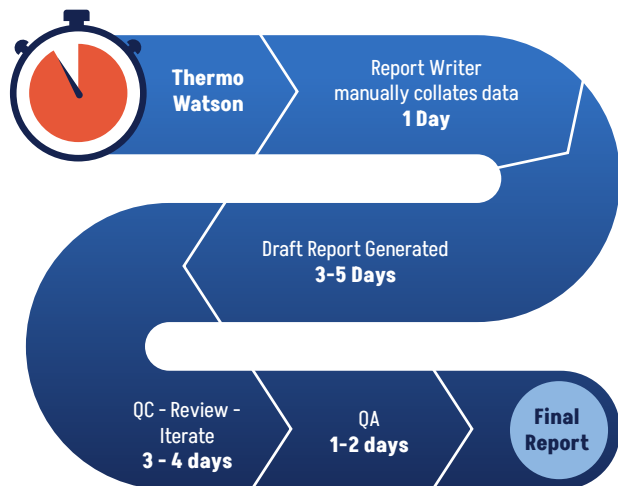 Thermo
Watson
Report Writer
manually collates data
1 Day
Draft Report Generated
3-5 Days
QC - Review -
Iterate
3 - 4 days
QA
1-2 days
Final
Report